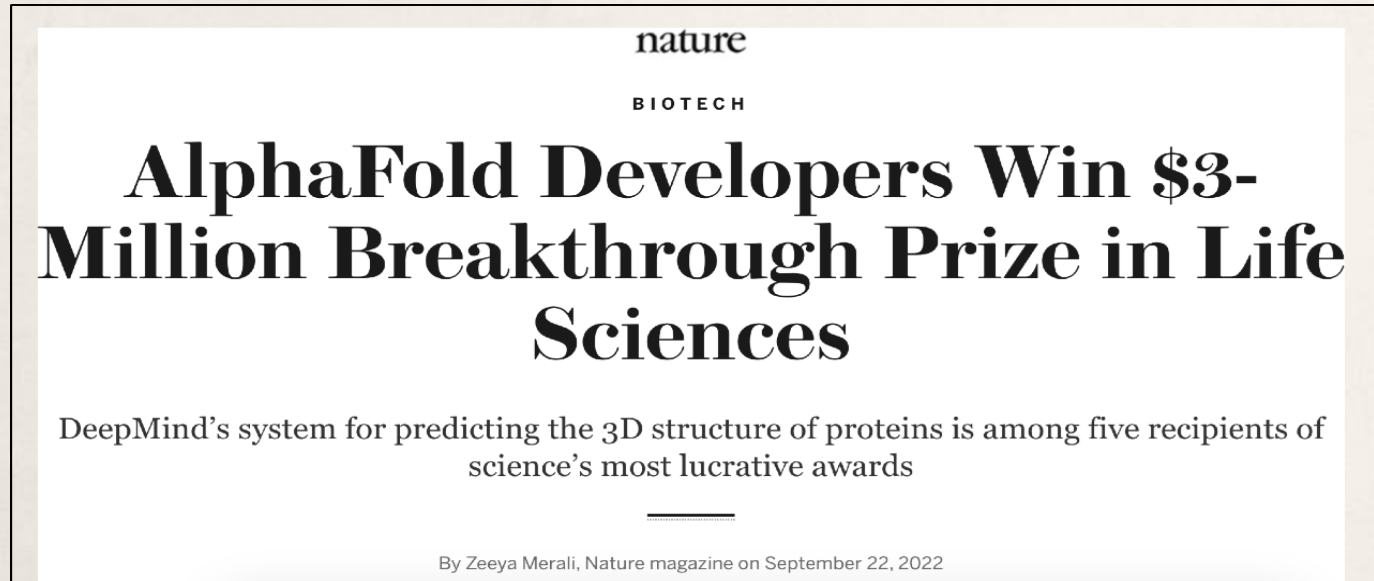 nature
BIOTECH
AlphaFold Developers Win $3-
Million Breakthrough Prize in Life
Sciences
DeepMind’s system for predicting the 3D structure of proteins is among five recipients of
science’s most lucrative awards
By Zeeya Merali, Nature magazine on September 22, 2022